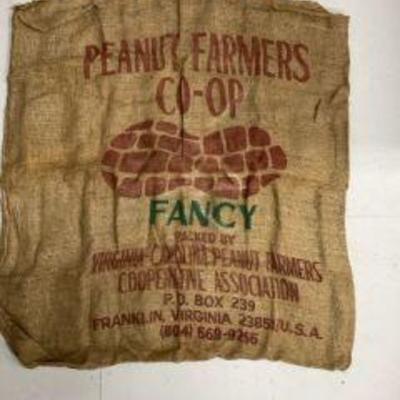 PEANUT FARMERS
CO-OP
FANCY
PACKED BY
VIRGINIA-CAROLINA PEANUT FARMERS
COOPERATIVE ASSOCIATION
P.O. BOX 239
FRANKLIN, VIRGINIA 23851/U.S.A.
(804) 569-9256